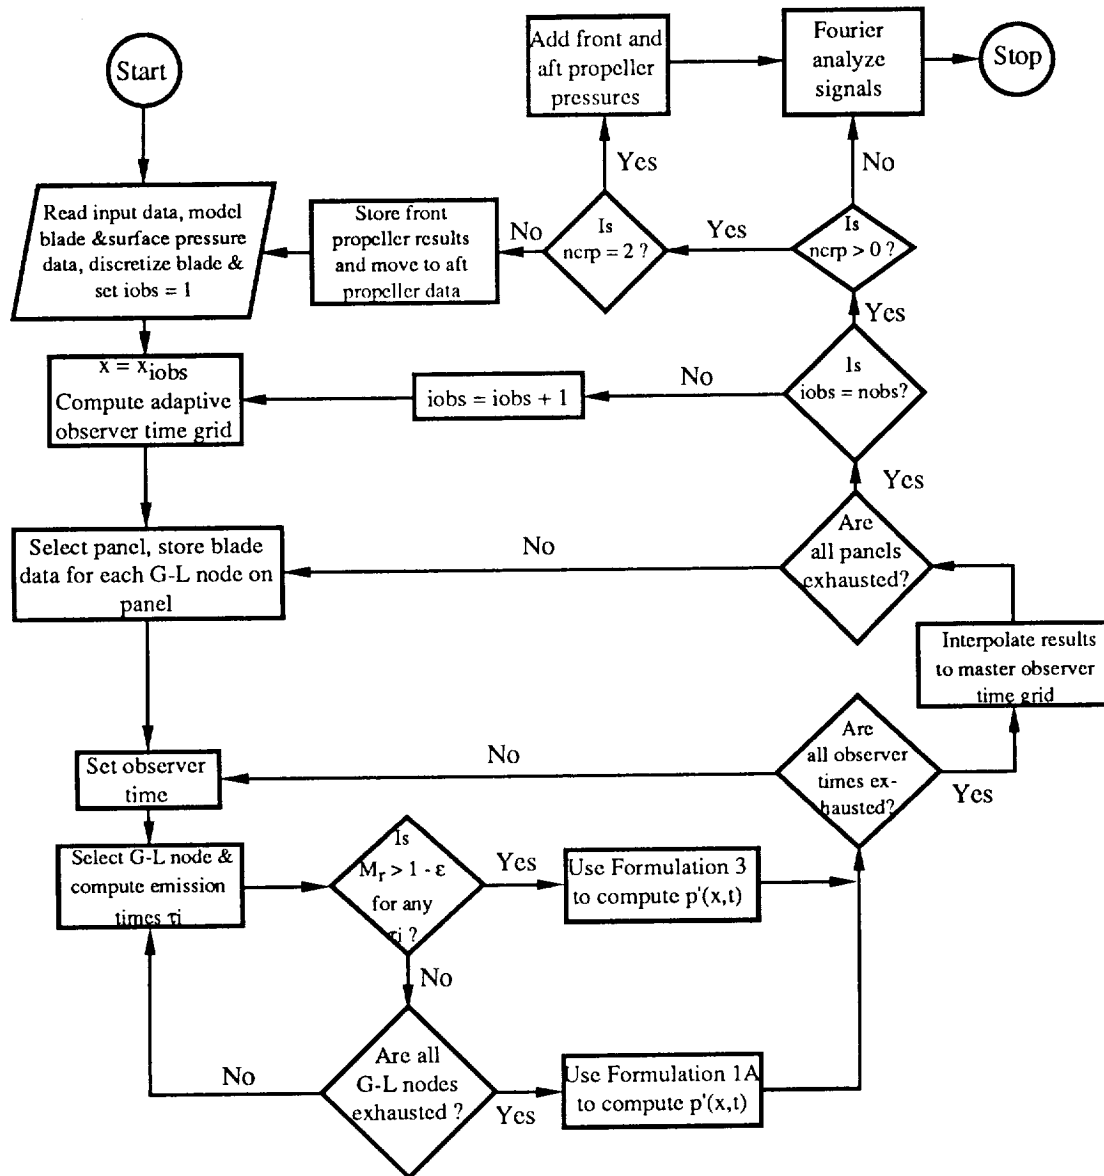 Start
Add front and
aft propeller
pressures
Fourier
analyze
signals
Stop
Yes
No
Read input data, model
blade &surface pressure
data, discretize blade &
set iobs = 1
Store front
propeller results
and move to aft
propeller data
No
Is
ncrp = 2 ?
Yes
Is
ncrp > 0 ?
Yes
x = xiobs
Compute adaptive
observer time grid
iobs = iobs + 1
No
Is
iobs = nobs?
Yes
Select panel, store blade
data for each G-L node on
panel
No
Are
all panels
exhausted?
Interpolate results
to master observer
time grid
Set observer
time
No
Are
all observer
times ex-
hausted?
Yes
Select G-L node &
compute emission
times τi
Is
Mr > 1 - ε
for any
τi ?
Yes
Use Formulation 3
to compute p'(x,t)
No
No
Are all
G-L nodes
exhausted ?
Yes
Use Formulation 1A
to compute p'(x,t)